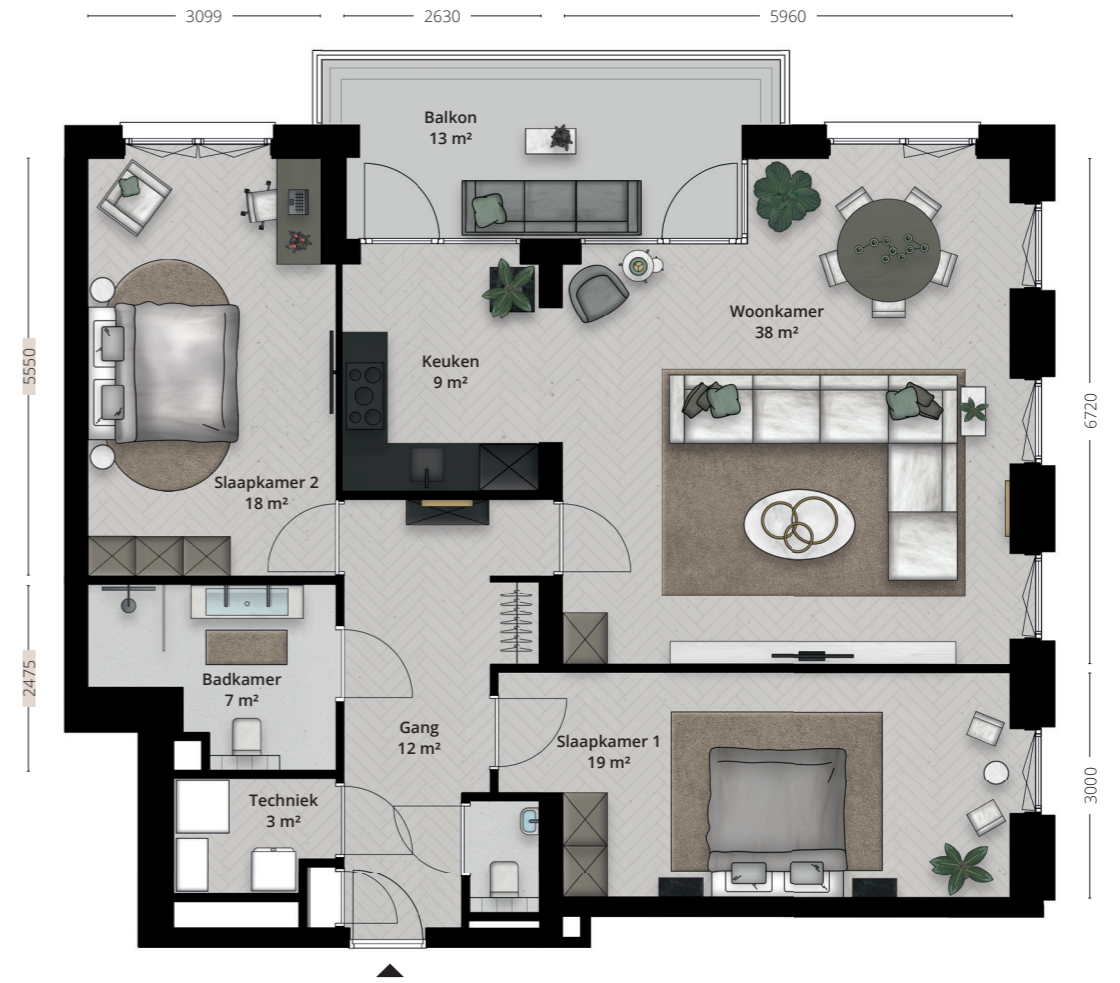 3099
2630
5960
Balkon
13 m²
Woonkamer
38 m²
Keuken
9 m²
5550
6720
Slaapkamer 2
18 m²
2475
Badkamer
7 m²
Gang
12 m²
Slaapkamer 1
19 m²
3000
Techniek
3 m²